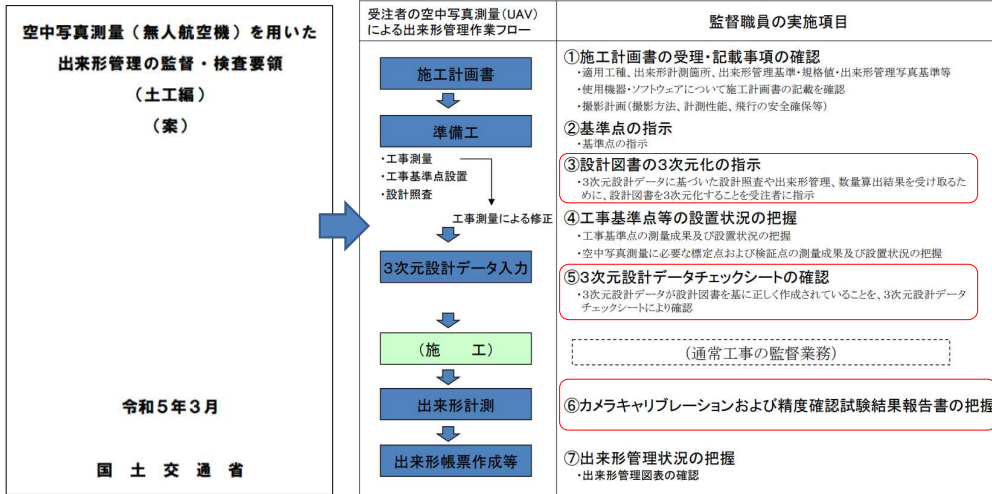 空中写真測量（無人航空機）を用いた
出来形管理の監督・検査要領
（土工編）
（案）
令和５年３月
国 土 交 通 省
受注者の空中写真測量（UAV）
による出来形管理作業フロー
施工計画書
準備工
・工事測量
・工事基準点設置
・設計照査
工事測量による修正
３次元設計データ入力
（施　　工）
出来形計測
出来形帳票作成等
監督職員の実施項目
①施工計画書の受理・記載事項の確認
・適用工種、出来形計測箇所、出来形管理基準・規格値・出来形管理写真基準等
・使用機器・ソフトウェアについて施工計画書の記載を確認
・撮影計画（撮影方法、計測性能、飛行の安全確保等）
②基準点の指示
・基準点の指示
③設計図書の３次元化の指示
・３次元設計データに基づいた設計照査や出来形管理、数量算出結果を受け取るた
めに、設計図書を３次元化することを受注者に指示
④工事基準点等の設置状況の把握
・工事基準点の測量成果及び設置状況の把握
・空中写真測量に必要な標定点および検証点の測量成果及び設置状況の把握
⑤３次元設計データチェックシートの確認
・３次元設計データが設計図書を基に正しく作成されていることを、３次元設計データ
チェックシートにより確認
（通常工事の監督業務）
⑥カメラキャリブレーションおよび精度確認試験結果報告書の把握
⑦出来形管理状況の把握
・出来形管理図表の確認